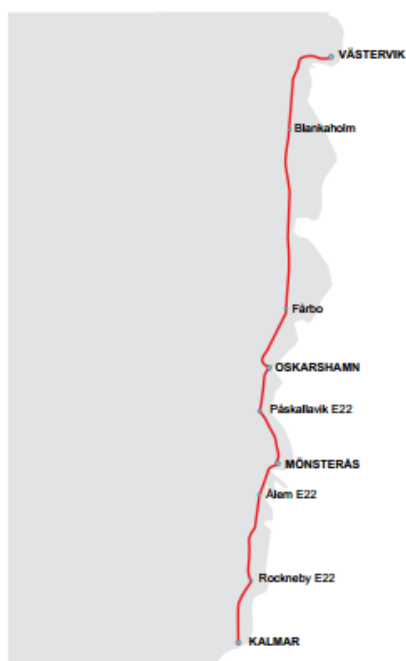 VÄSTERVIK
Blankaholm
Fårbo
OSKARSHAMN
Påskallavik E22
MÖNSTERÅS
Ålem E22
Rockneby E22
KALMAR